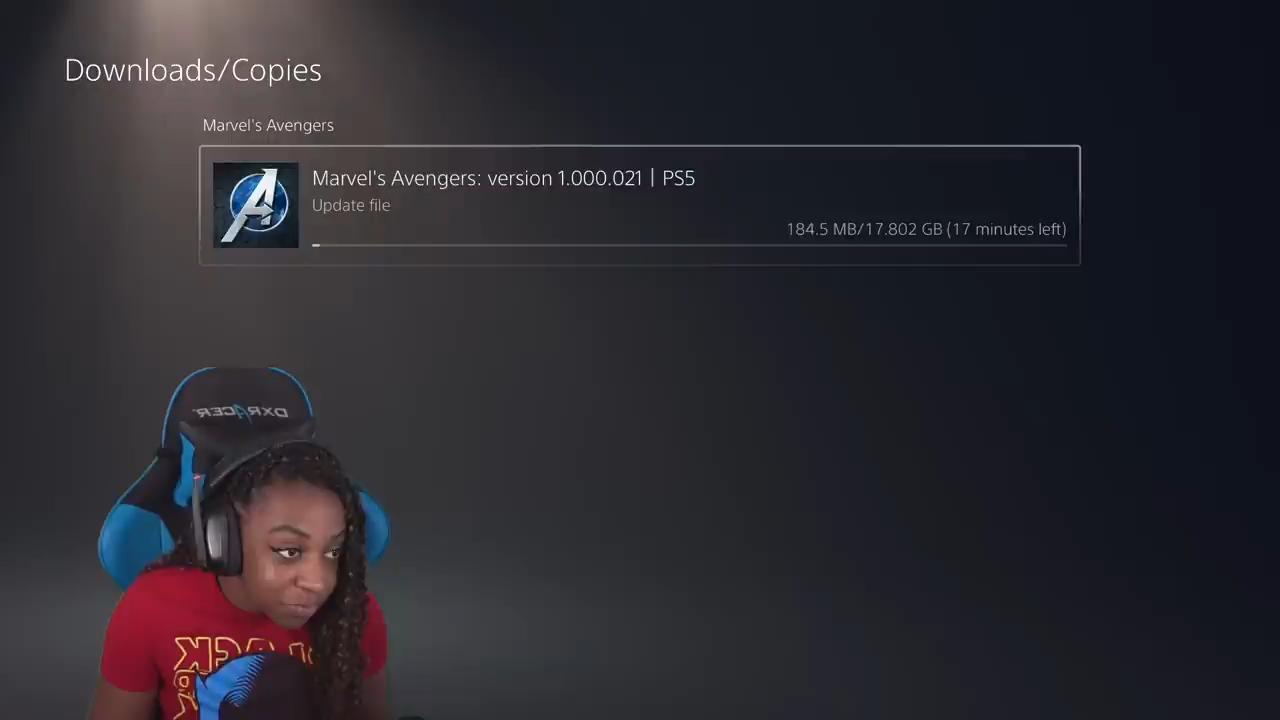 Downloads/Copies
Marvel's Avengers
Marvel's Avengers: version 1.000.021 | PS5
Update file
184.5 MB/17.802 GB (17 minutes left)
DXRACER